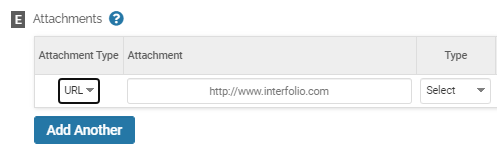 E Attachments ?
Attachment Type Attachment Type
URL http://www.interfolio.com Select
Add Another